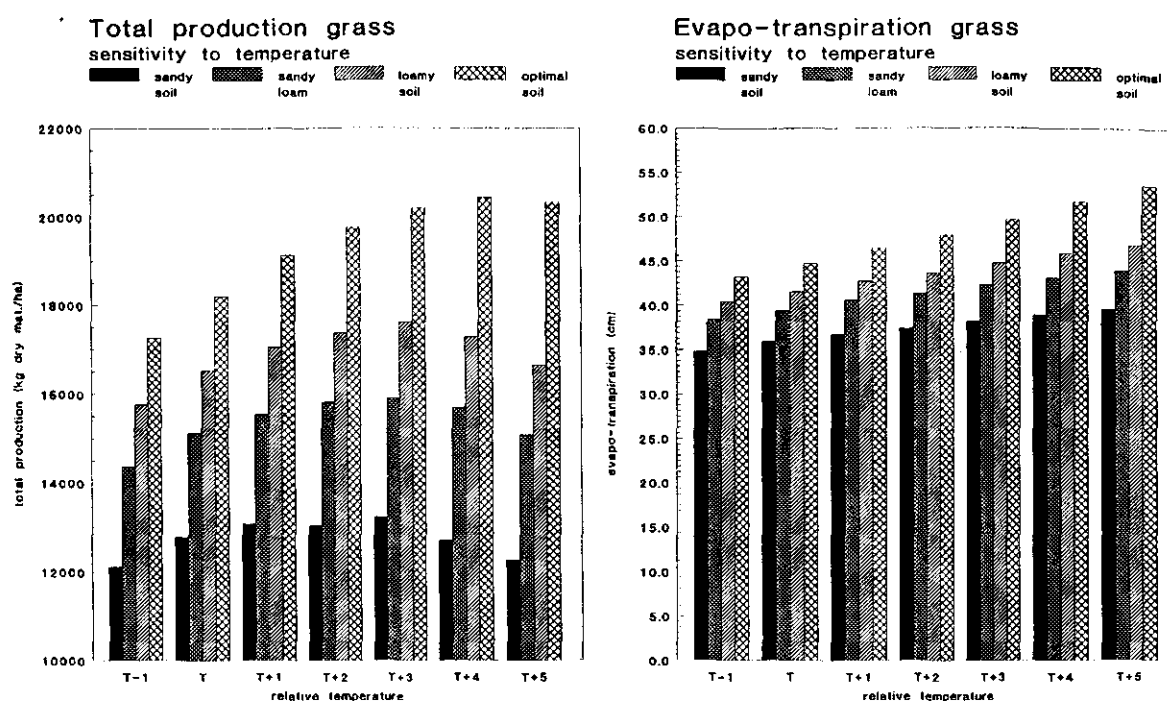 Total production grass
sensitivity to temperature
sandy soil
sandy loam
loamy soil
optimal soil
22000
20000
18000
16000
14000
12000
10000
total production (kg dry mat./ha)
T-1 T T+1 T+2 T+3 T+4 T+5
relative temperature
Evapo-transpiration grass
sensitivity to temperature
sandy soil
sandy loam
loamy soil
optimal soil
60.0
55.0
50.0
45.0
40.0
35.0
30.0
25.0
20.0
15.0
10.0
5.0
0.0
evapo-transpiration (cm)
T-1 T T+1 T+2 T+3 T+4 T+5
relative temperature